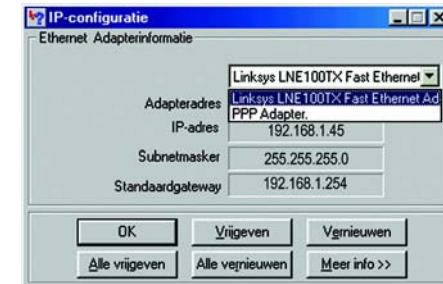 IP-configuratie
Ethernet Adapterinformatie
Linksys LNE100TX Fast Ethernet
Linksys LNE100TX Fast Ethernet Ad
Adapteradres
PPP Adapter.
IP-adres 192.168.1.45
Subnetmasker 255.255.255.0
Standaardgateway 192.168.1.254
OK Vrijgeven Vernieuwen
Alle vrijgeven Alle vernieuwen Meer info >>